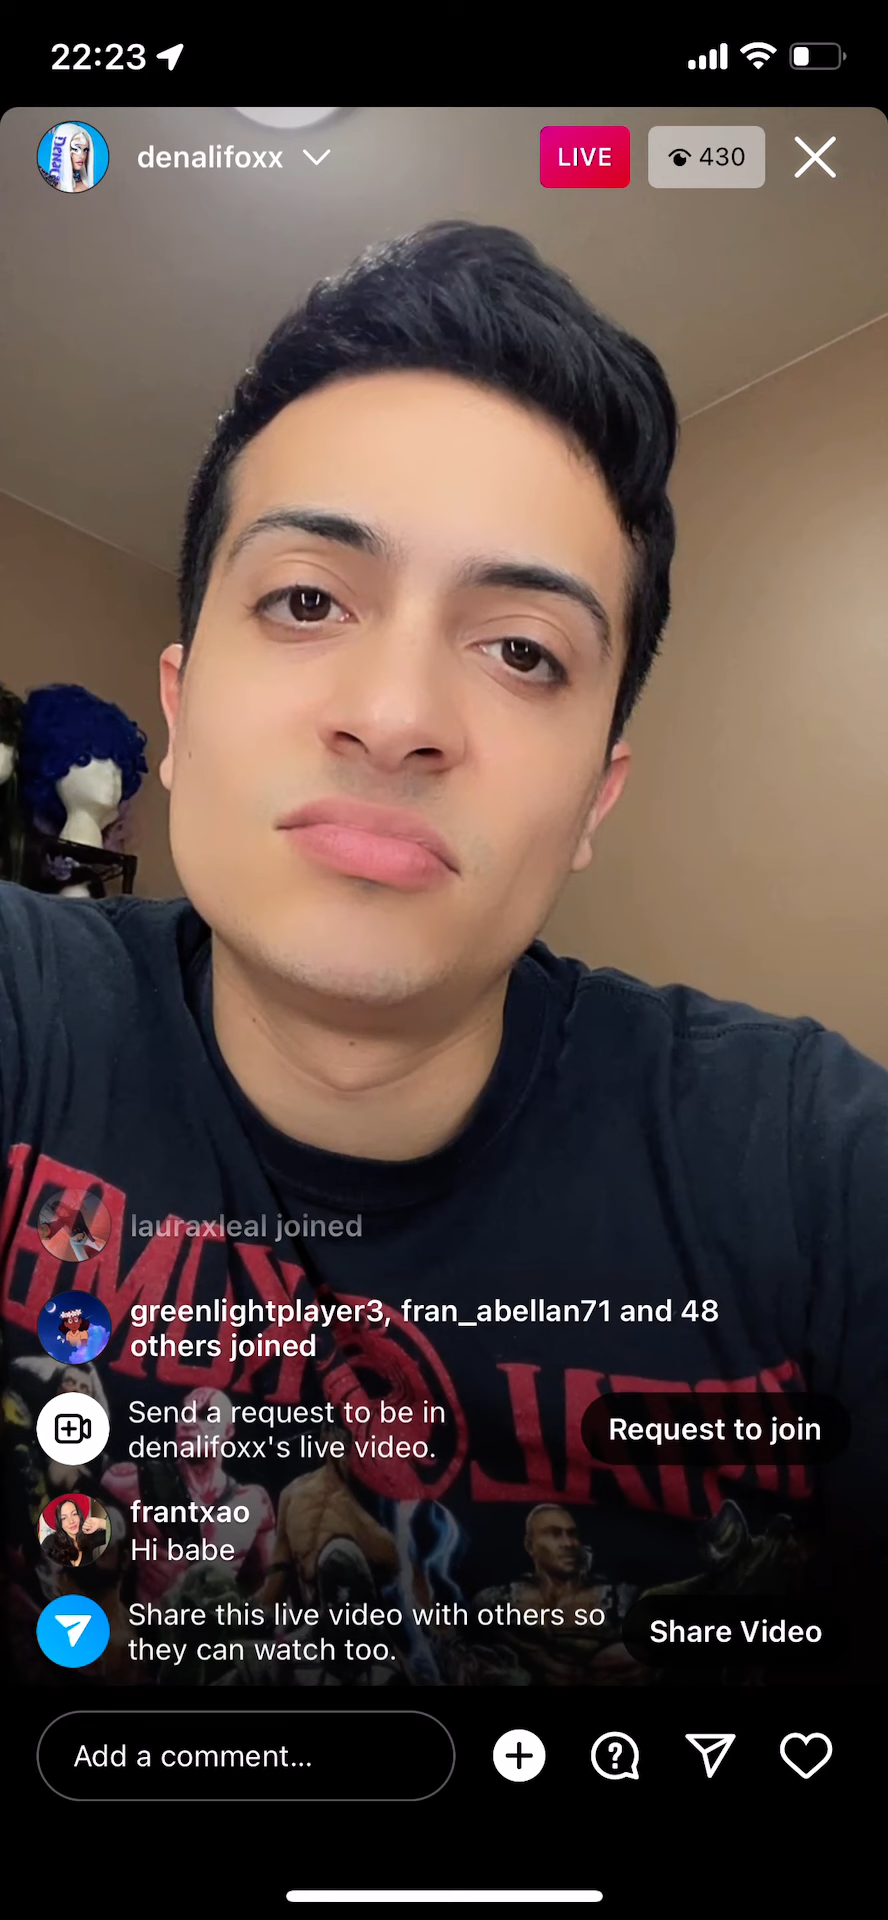 22:23
denalifoxx
LIVE
430
lauraxleal joined
greenlightplayer3, fran_abellan71 and 48
others joined
Send a request to be in
denalifoxx's live video.
Request to join
frantxao
Hi babe
Share this live video with others so
they can watch too.
Share Video
Add a comment...